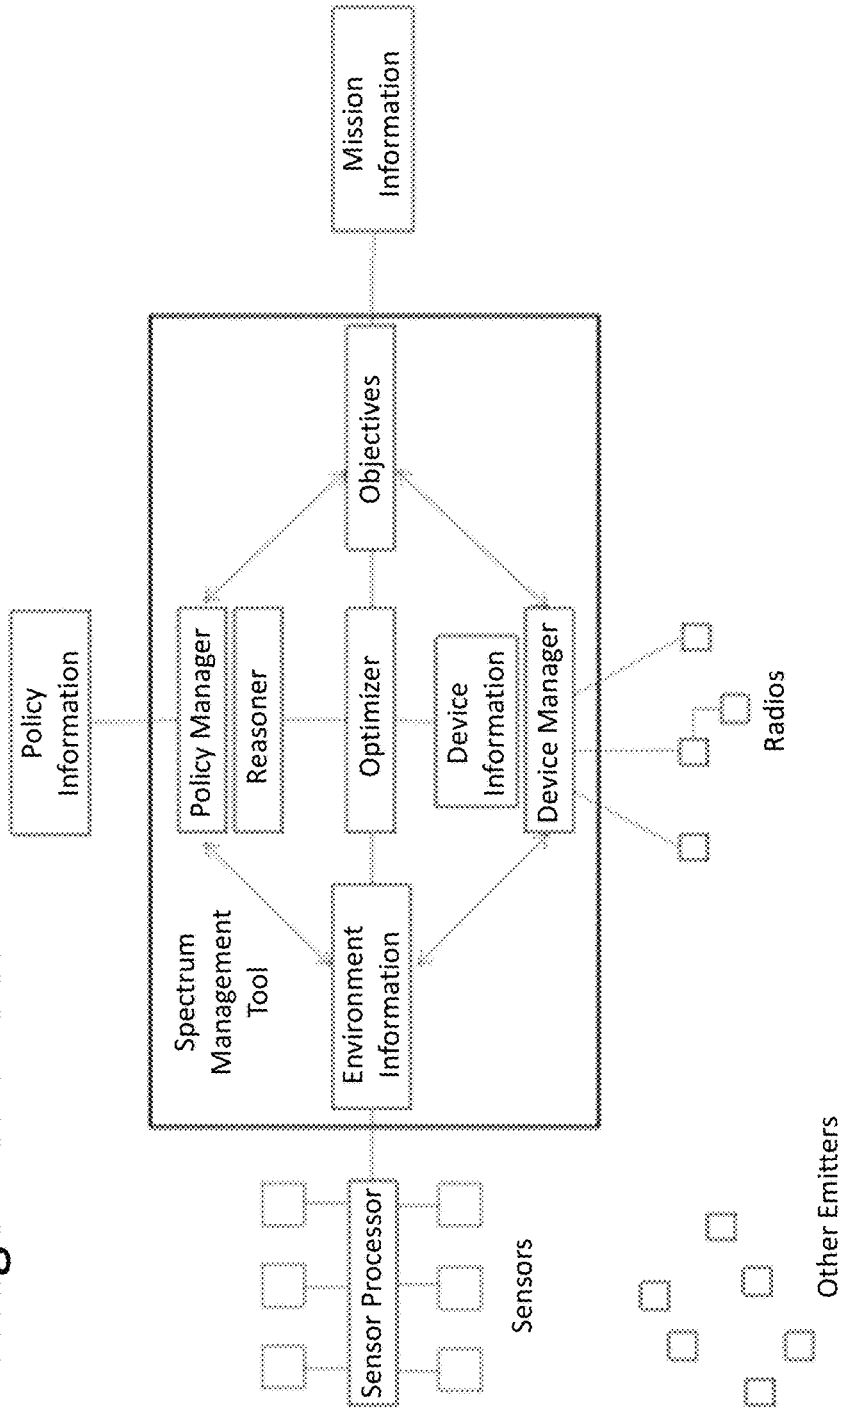 Policy
Information
Spectrum
Management
Tool
Policy Manager
Reasoner
Sensor Processor
Environment
Information
Optimizer
Objectives
Mission
Information
Device
Information
Device Manager
Sensors
Radios
Other Emitters